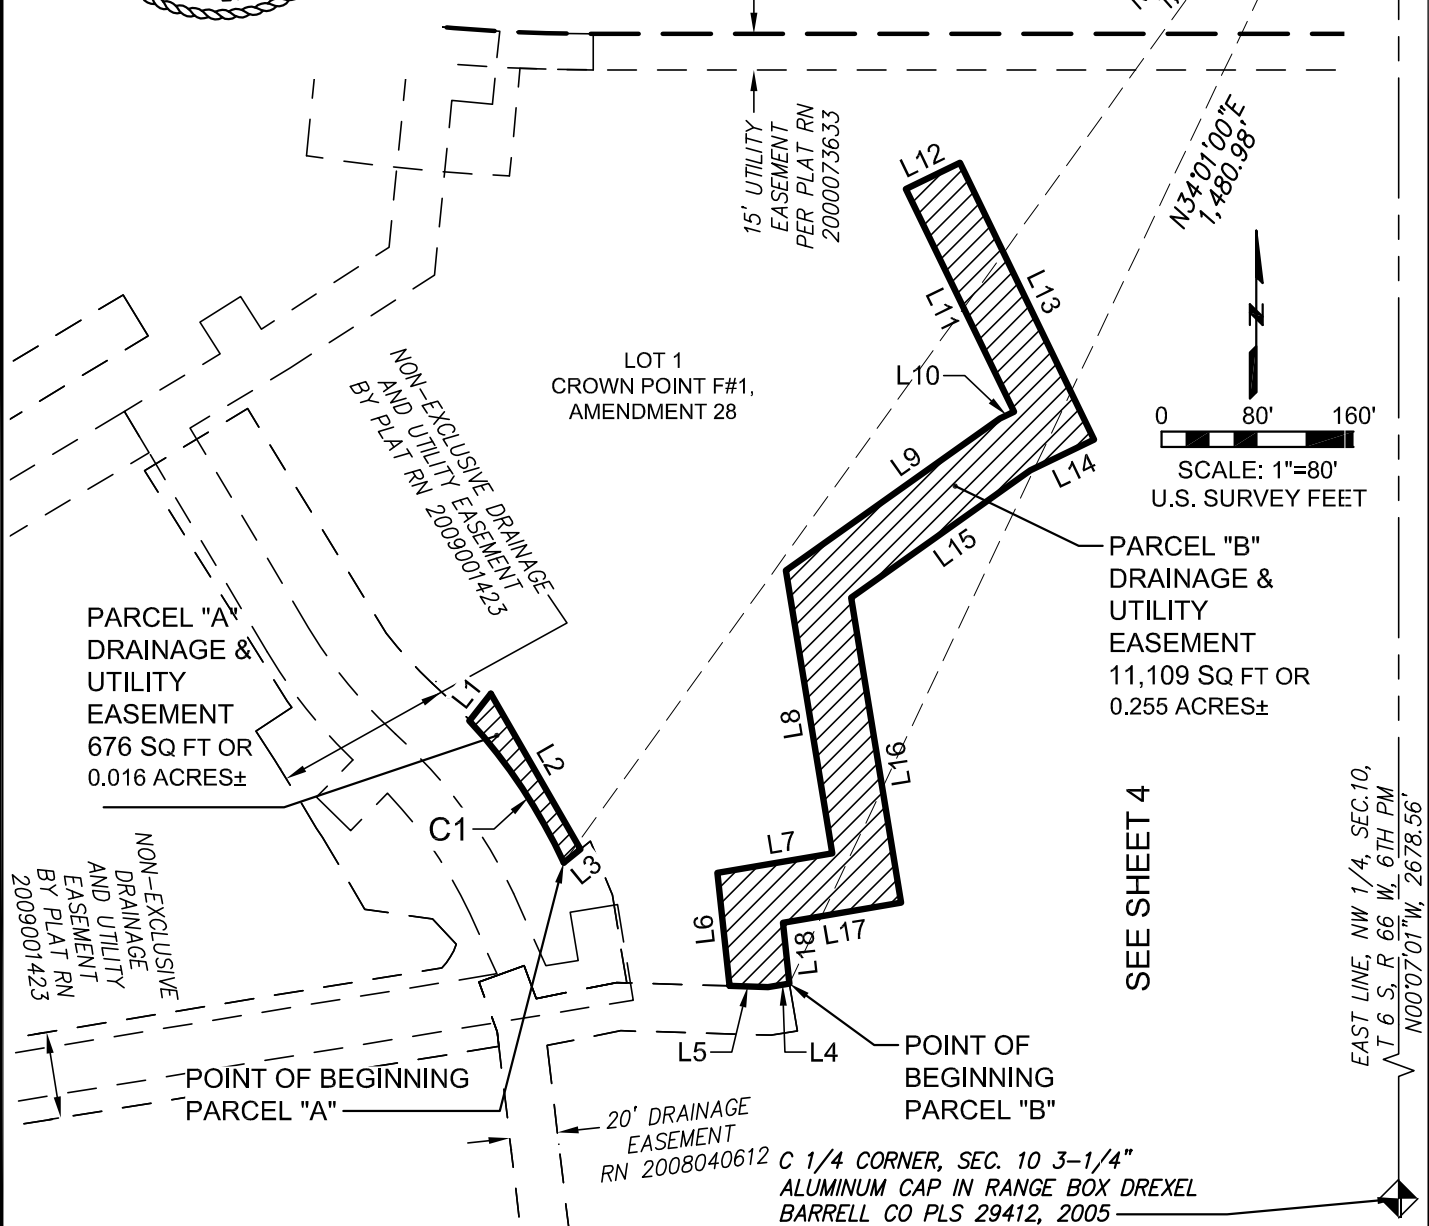 15' UTILITY
EASEMENT
PER PLAT RN
2000073633
N34°01'00"E
1,480.98'
L12
L13
L11
L10
L9
L14
L15
L8
L16
L7
L6
L17
L18
L5
L4
LOT 1
CROWN POINT F#1,
AMENDMENT 28
NON-EXCLUSIVE DRAINAGE
AND UTILITY EASEMENT
BY PLAT RN 2009001423
N
0 80' 160'
SCALE: 1"=80'
U.S. SURVEY FEET
PARCEL "B"
DRAINAGE &
UTILITY
EASEMENT
11,109 SQ FT OR
0.255 ACRES±
PARCEL "A"
DRAINAGE &
UTILITY
EASEMENT
676 SQ FT OR
0.016 ACRES±
L1
L2
C1
L3
NON-EXCLUSIVE
DRAINAGE
AND UTILITY
EASEMENT
BY PLAT RN
2009001423
SEE SHEET 4
EAST LINE, NW 1/4, SEC.10,
T 6 S, R 66 W, 6TH PM
N00°07'01"W, 2678.56'
POINT OF BEGINNING
PARCEL "A"
POINT OF
BEGINNING
PARCEL "B"
20' DRAINAGE
EASEMENT
RN 2008040612
C 1/4 CORNER, SEC. 10 3-1/4"
ALUMINUM CAP IN RANGE BOX DREXEL
BARRELL CO PLS 29412, 2005